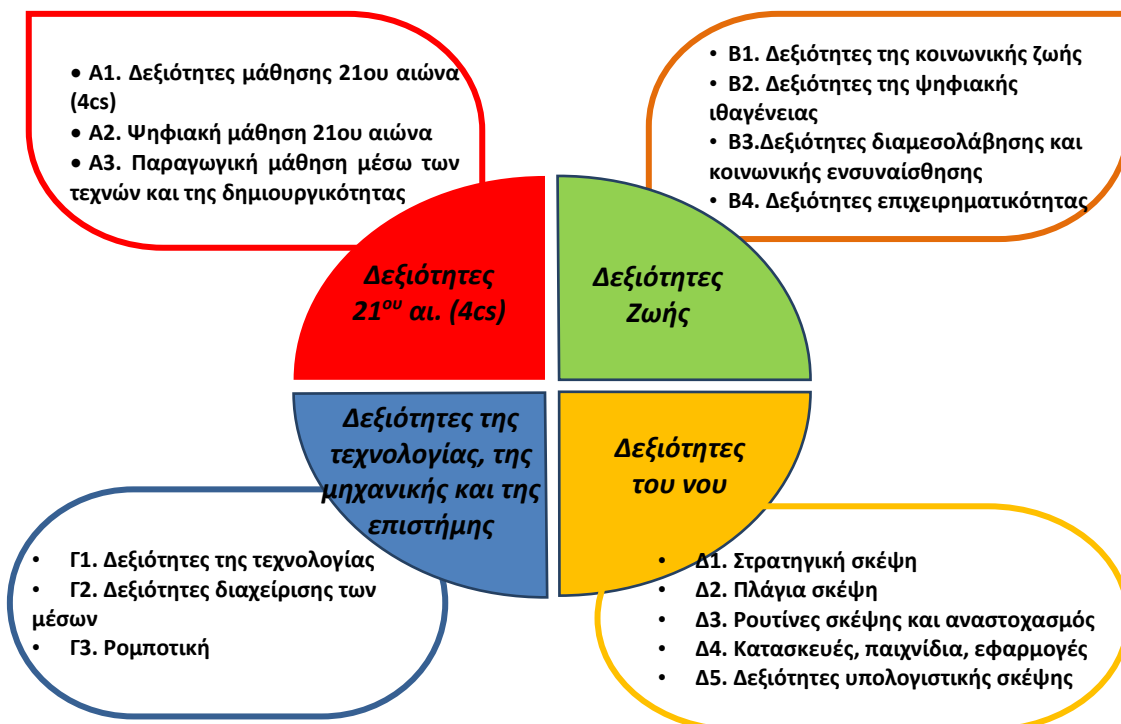 • Α1. Δεξιότητες μάθησης 21ου αιώνα
(4cs)
• Α2. Ψηφιακή μάθηση 21ου αιώνα
• Α3. Παραγωγική μάθηση μέσω των
τεχνών και της δημιουργικότητας
• Β1. Δεξιότητες της κοινωνικής ζωής
• Β2. Δεξιότητες της ψηφιακής
ιθαγένειας
• Β3.Δεξιότητες διαμεσολάβησης και
κοινωνικής ενσυναίσθησης
• Β4. Δεξιότητες επιχειρηματικότητας
Δεξιότητες
21ου αι. (4cs)
Δεξιότητες
Ζωής
Δεξιότητες της
τεχνολογίας, της
μηχανικής και της
επιστήμης
Δεξιότητες
του νου
• Γ1. Δεξιότητες της τεχνολογίας
• Γ2. Δεξιότητες διαχείρισης των
μέσων
• Γ3. Ρομποτική
• Δ1. Στρατηγική σκέψη
• Δ2. Πλάγια σκέψη
• Δ3. Ρουτίνες σκέψης και αναστοχασμός
• Δ4. Κατασκευές, παιχνίδια, εφαρμογές
• Δ5. Δεξιότητες υπολογιστικής σκέψης